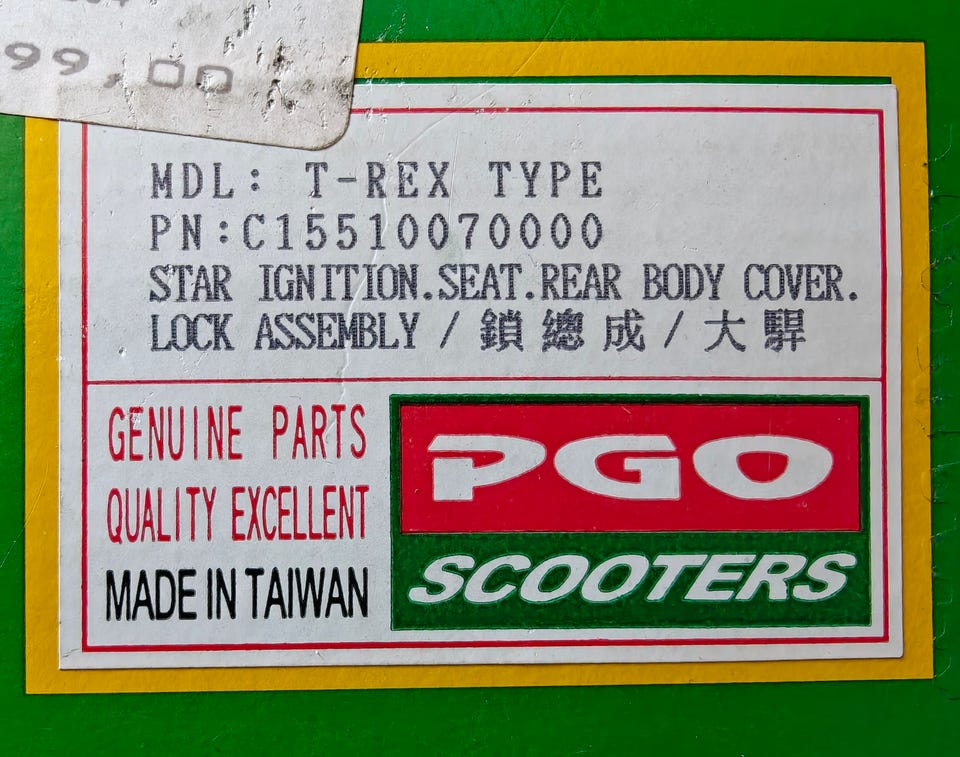 99,00
MDL: T-REX TYPE
PN:C15510070000
STAR IGNITION.SEAT.REAR BODY COVER.
LOCK ASSEMBLY / 鎖總成 / 大騂
GENUINE PARTS
QUALITY EXCELLENT
MADE IN TAIWAN
PGO
SCOOTERS